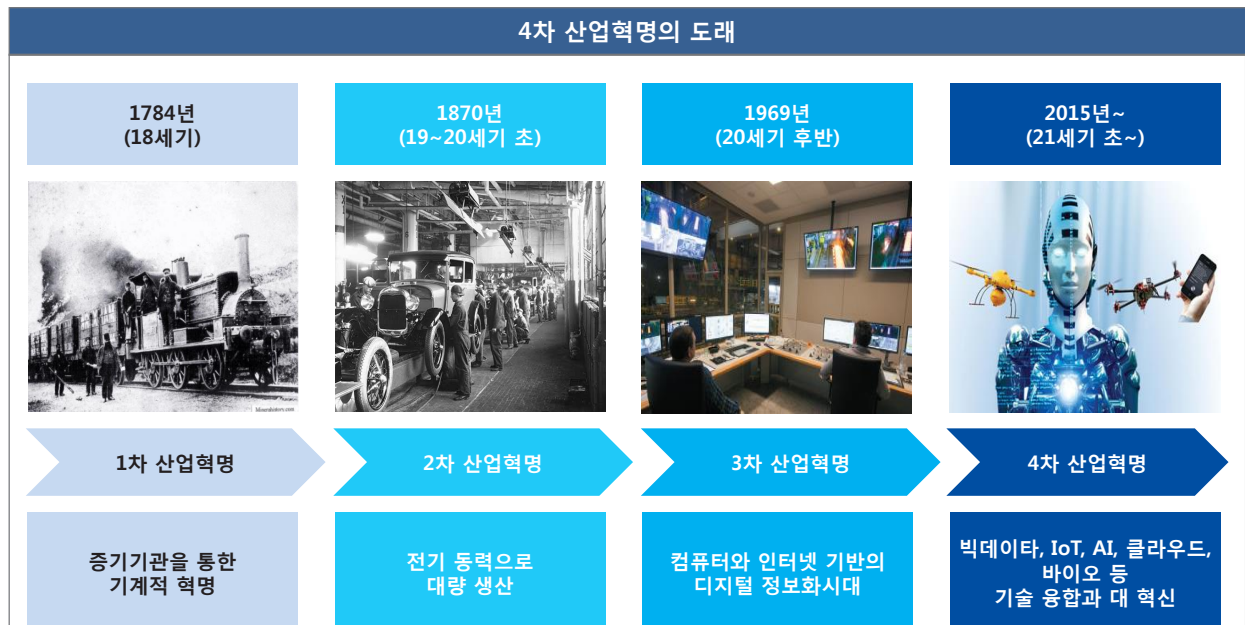 4차 산업혁명의 도래
1784년
(18세기)
1870년
(19~20세기 초)
1969년
(20세기 후반)
2015년~
(21세기 초~)
1차 산업혁명
2차 산업혁명
3차 산업혁명
4차 산업혁명
증기기관을 통한
기계적 혁명
전기 동력으로
대량 생산
컴퓨터와 인터넷 기반의
디지털 정보화시대
빅데이타, IoT, AI, 클라우드,
바이오 등
기술 융합과 대 혁신